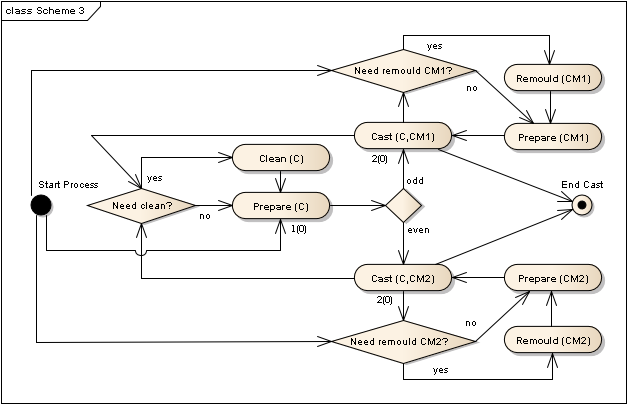 class Scheme 3
yes
Need remould CM1?
Remould (CM1)
no
Cast (C,CM1)
Prepare (CM1)
2(0)
Clean (C)
yes
odd
Start Process
End Cast
Need clean?
no
Prepare (C)
1(0)
even
Cast (C,CM2)
Prepare (CM2)
2(0)
no
Need remould CM2?
Remould (CM2)
yes